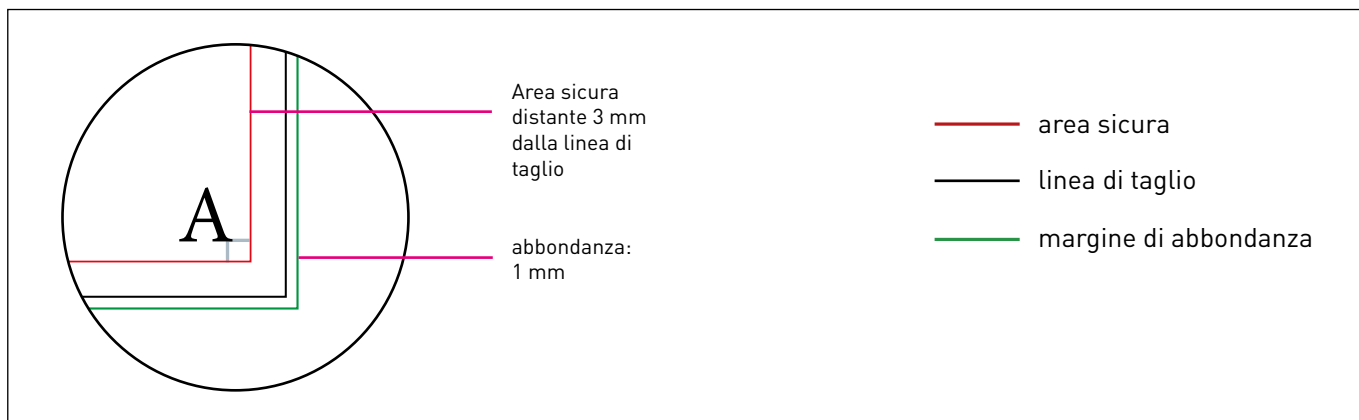 Area sicura
distante 3 mm
dalla linea di
taglio
A
abbondanza:
1 mm
area sicura
linea di taglio
margine di abbondanza